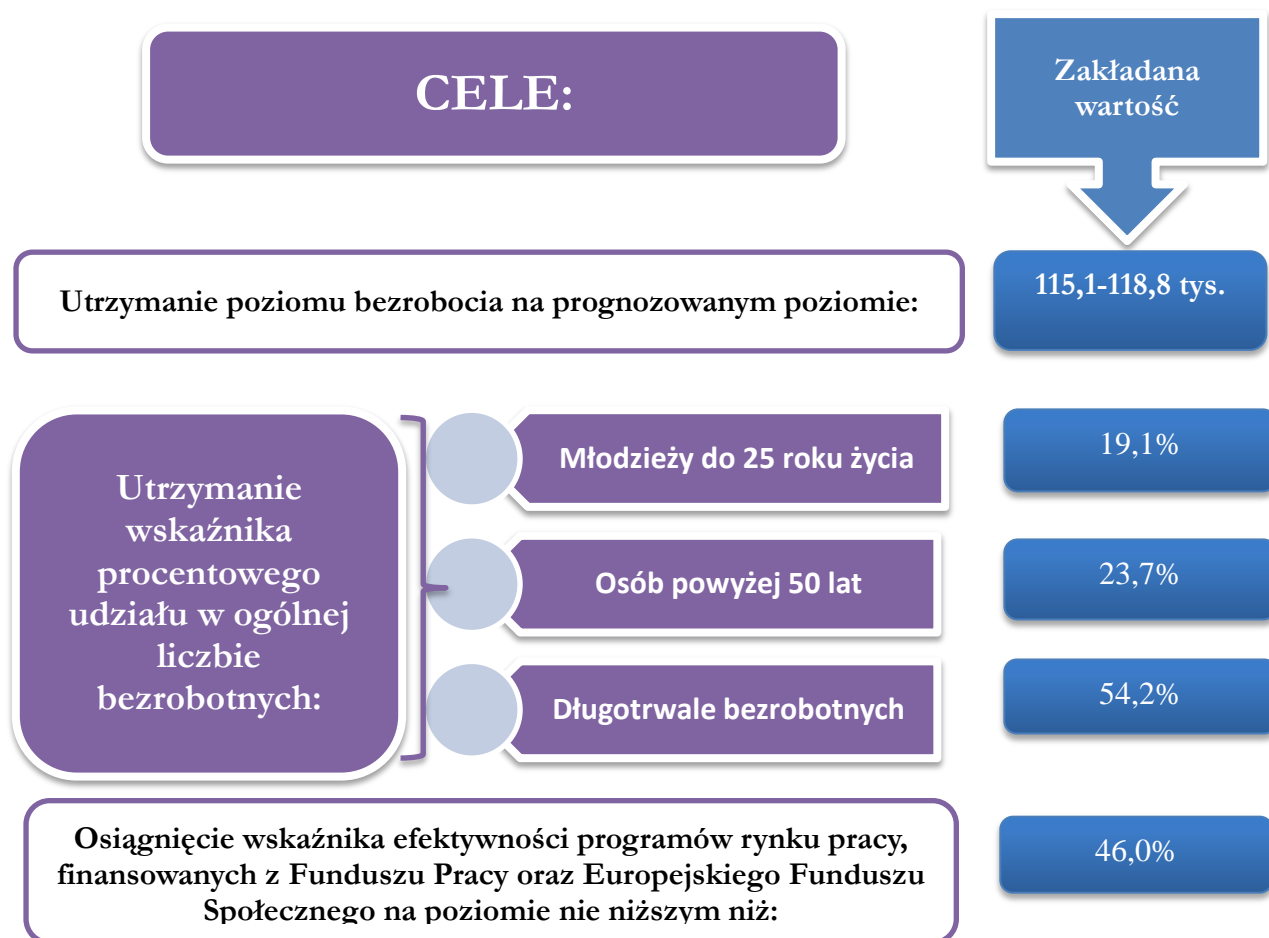 CELE:
Zakładana
wartość
Utrzymanie poziomu bezrobocia na prognozowanym poziomie:
115,1-118,8 tys.
Utrzymanie
wskaźnika
procentowego
udziału w ogólnej
liczbie
bezrobotnych:
Młodzieży do 25 roku życia
19,1%
Osób powyżej 50 lat
23,7%
Długotrwale bezrobotnych
54,2%
Osiągnięcie wskaźnika efektywności programów rynku pracy,
finansowanych z Funduszu Pracy oraz Europejskiego Funduszu
Społecznego na poziomie nie niższym niż:
46,0%